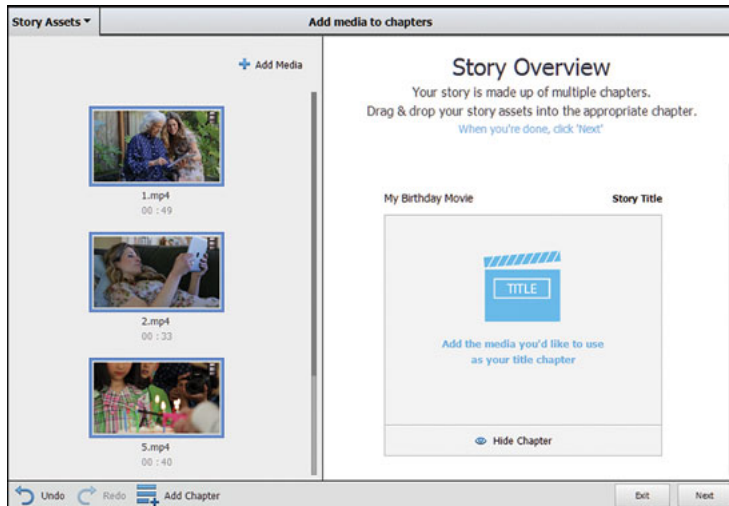 Story Assets
Add media to chapters
Add Media
1.mp4
00 : 49
2.mp4
00 : 33
5.mp4
00 : 40
Story Overview
Your story is made up of multiple chapters.
Drag & drop your story assets into the appropriate chapter.
When you're done, click 'Next'
My Birthday Movie Story Title
TITLE
Add the media you'd like to use
as your title chapter
Hide Chapter
Undo Redo Add Chapter Exit Next